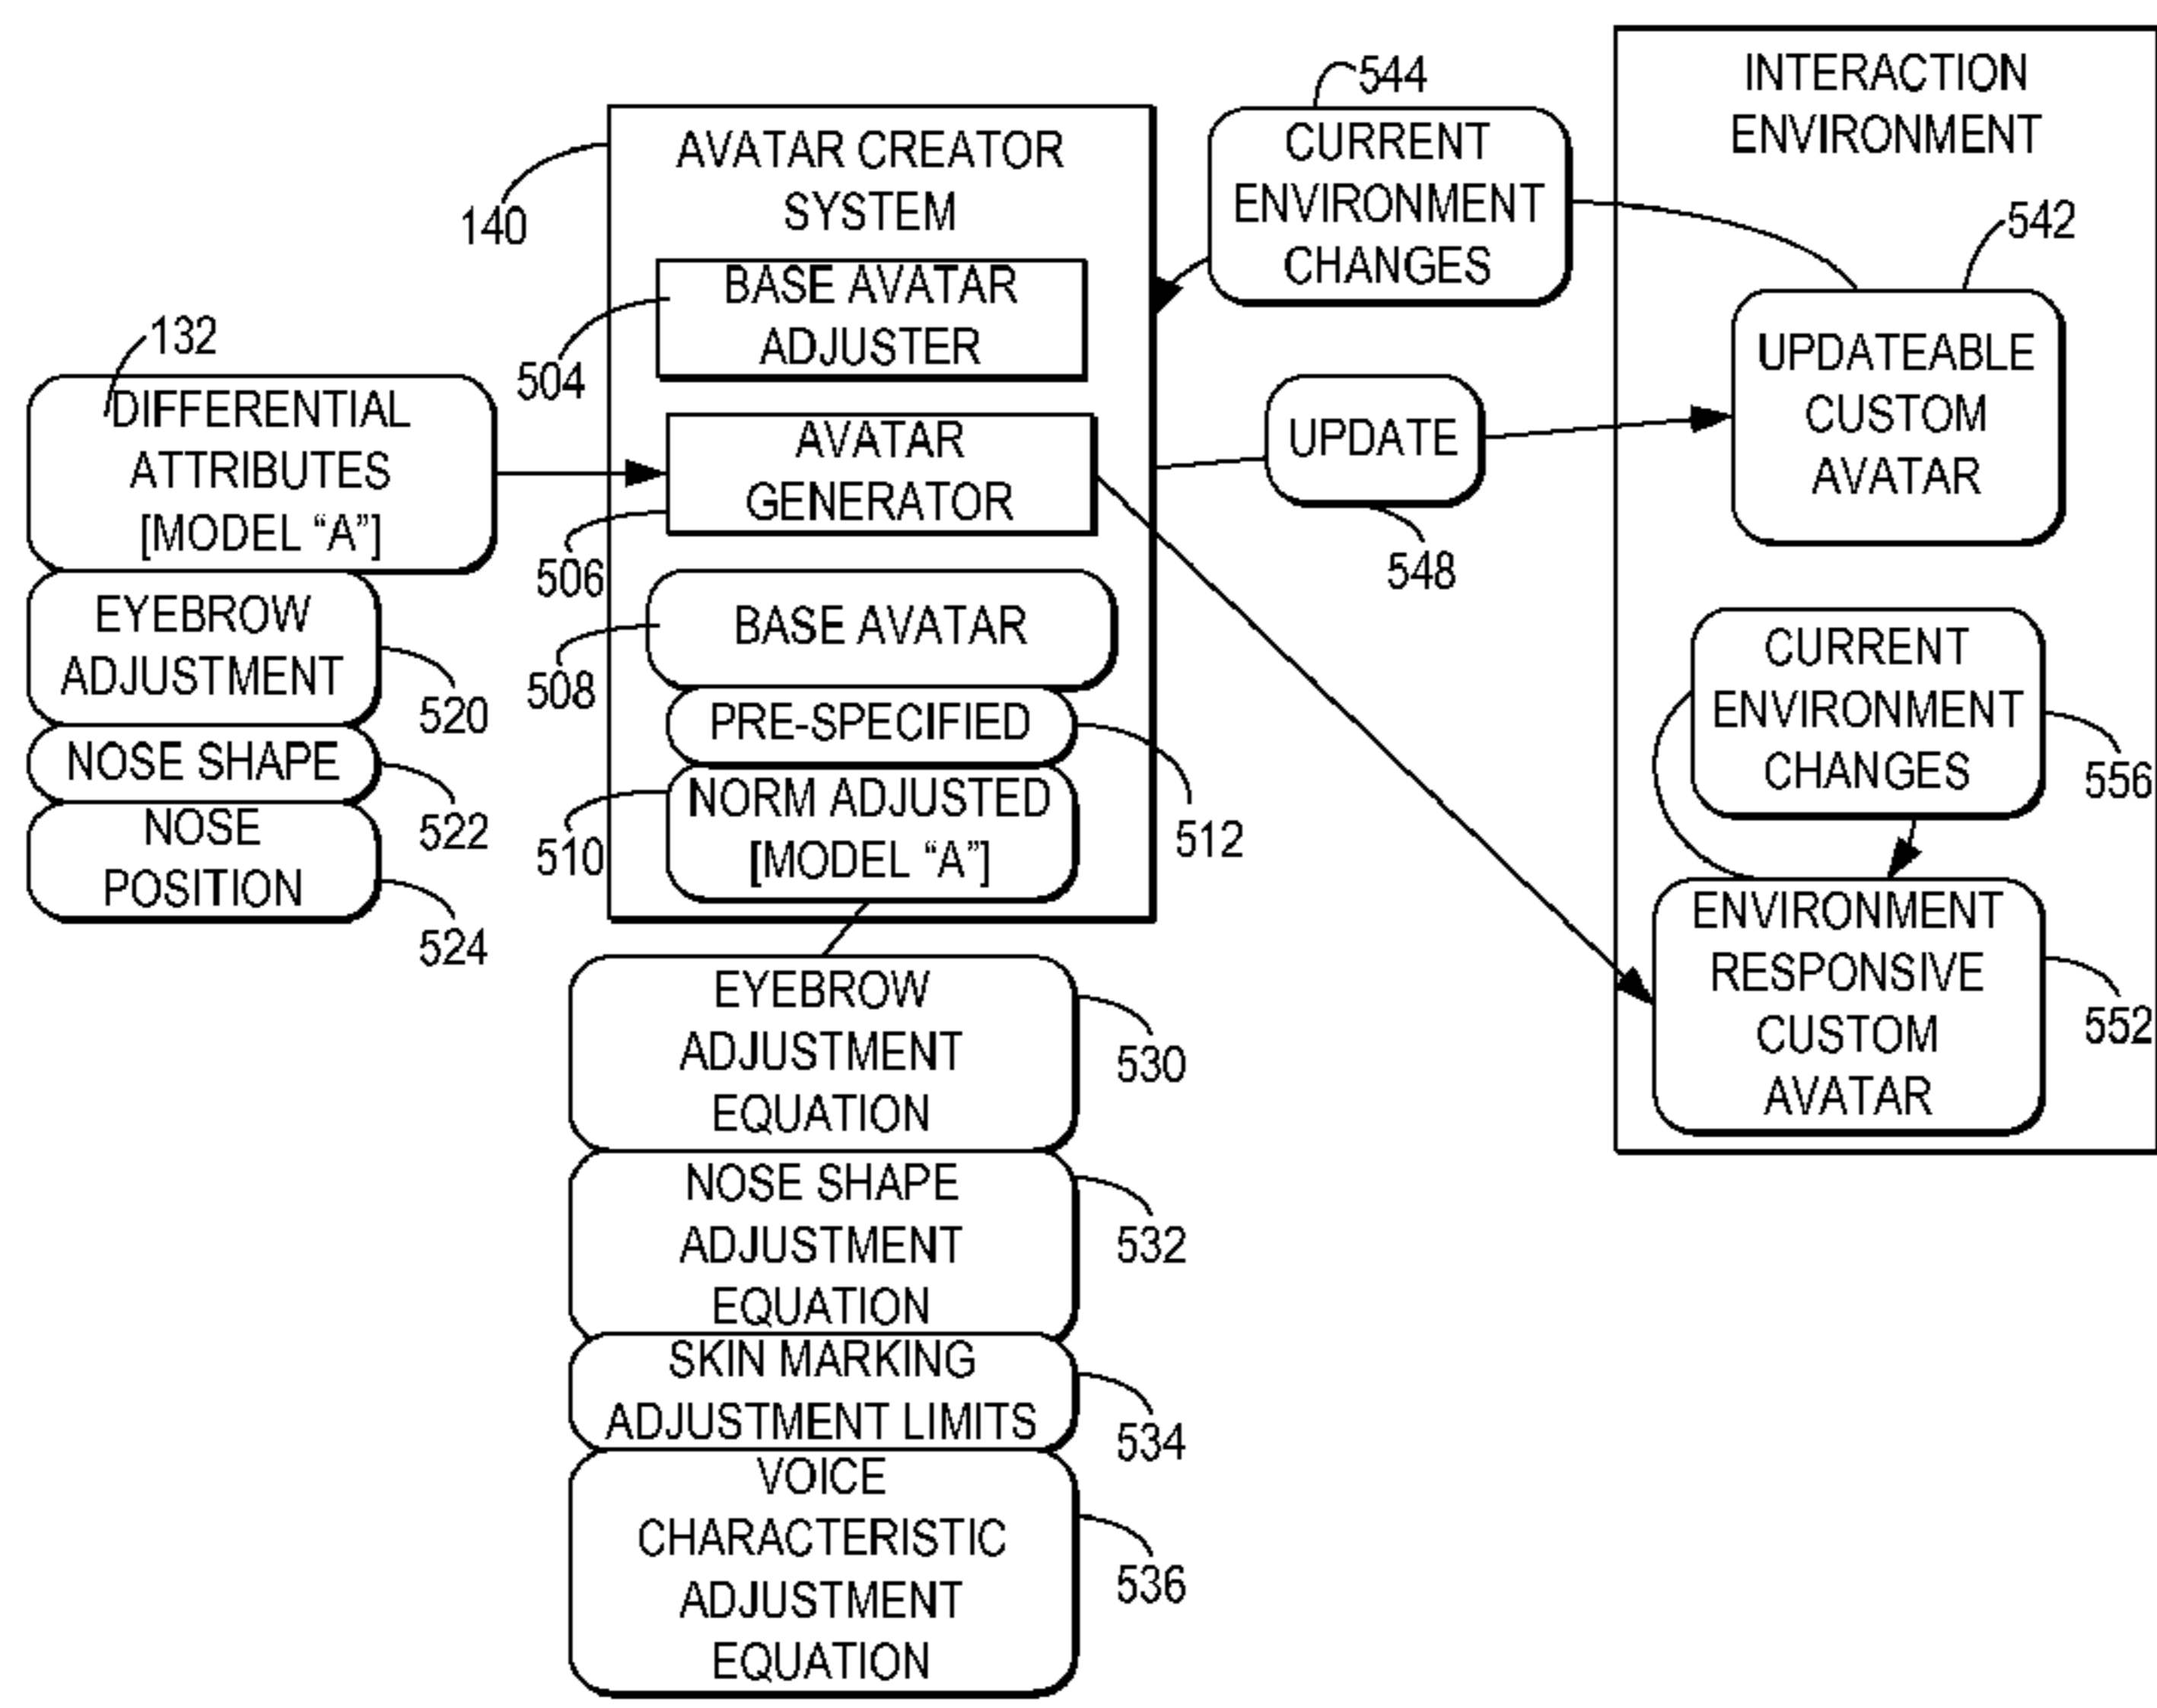 132
DIFFERENTIAL
ATTRIBUTES
[MODEL “A”]
EYEBROW
ADJUSTMENT
520
NOSE SHAPE
522
NOSE
POSITION
524
140
AVATAR CREATOR
SYSTEM
504
BASE AVATAR
ADJUSTER
506
AVATAR
GENERATOR
508
BASE AVATAR
PRE-SPECIFIED
512
510
NORM ADJUSTED
[MODEL “A”]
EYEBROW
ADJUSTMENT
EQUATION
530
NOSE SHAPE
ADJUSTMENT
EQUATION
532
SKIN MARKING
ADJUSTMENT LIMITS
534
VOICE
CHARACTERISTIC
ADJUSTMENT
EQUATION
536
544
CURRENT
ENVIRONMENT
CHANGES
UPDATE
548
INTERACTION
ENVIRONMENT
542
UPDATEABLE
CUSTOM
AVATAR
CURRENT
ENVIRONMENT
CHANGES
556
ENVIRONMENT
RESPONSIVE
CUSTOM
AVATAR
552